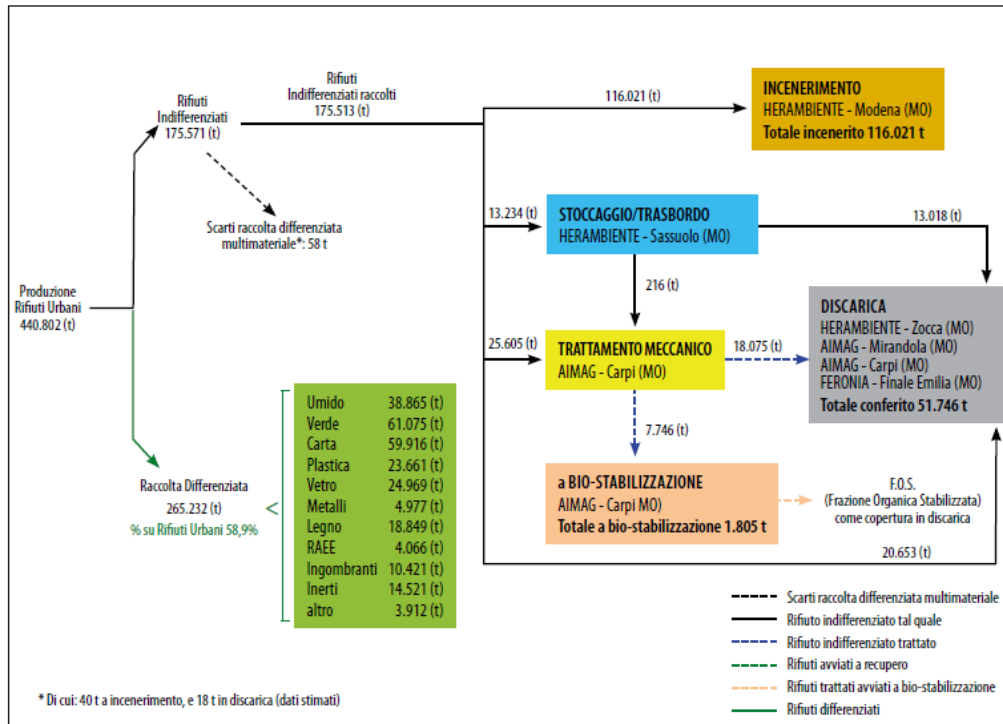 Rifiuti
Indifferenziati
175.571 (t)
Rifiuti
Indifferenziati raccolti
175.513 (t)
116.021 (t)
INCENERIMENTO
HERAMBIENTE - Modena (MO)
Totale incenerito 116.021 t
Scarti raccolta differenziata
multimateriale*: 58 t
13.234 (t)
STOCCAGGIO/TRASBORDO
HERAMBIENTE - Sassuolo (MO)
13.018 (t)
Produzione
Rifiuti Urbani
440.802 (t)
216 (t)
25.605 (t)
TRATTAMENTO MECCANICO
AIMAG - Carpi (MO)
18.075 (t)
DISCARICA
HERAMBIENTE - Zocca (MO)
AIMAG - Mirandola (MO)
AIMAG - Carpi (MO)
FERONIA - Finale Emilia (MO)
Totale conferito 51.746 t
7.746 (t)
Raccolta Differenziata
265.232 (t)
% su Rifiuti Urbani 58,9%
Umido 38.865 (t)
Verde 61.075 (t)
Carta 59.916 (t)
Plastica 23.661 (t)
Vetro 24.969 (t)
Metalli 4.977 (t)
Legno 18.849 (t)
RAEE 4.066 (t)
Ingombranti 10.421 (t)
Inerti 14.521 (t)
altro 3.912 (t)
a BIO-STABILIZZAZIONE
AIMAG - Carpi MO)
Totale a bio-stabilizzazione 1.805 t
F.O.S.
(Frazione Organica Stabilizzata)
come copertura in discarica
20.653 (t)
Scarti raccolta differenziata multimateriale
Rifiuto indifferenziato tal quale
Rifiuto indifferenziato trattato
Rifiuti avviati a recupero
Rifiuti trattati avviati a bio-stabilizzazione
Rifiuti differenziati
* Di cui: 40 t a incenerimento, e 18 t in discarica (dati stimati)